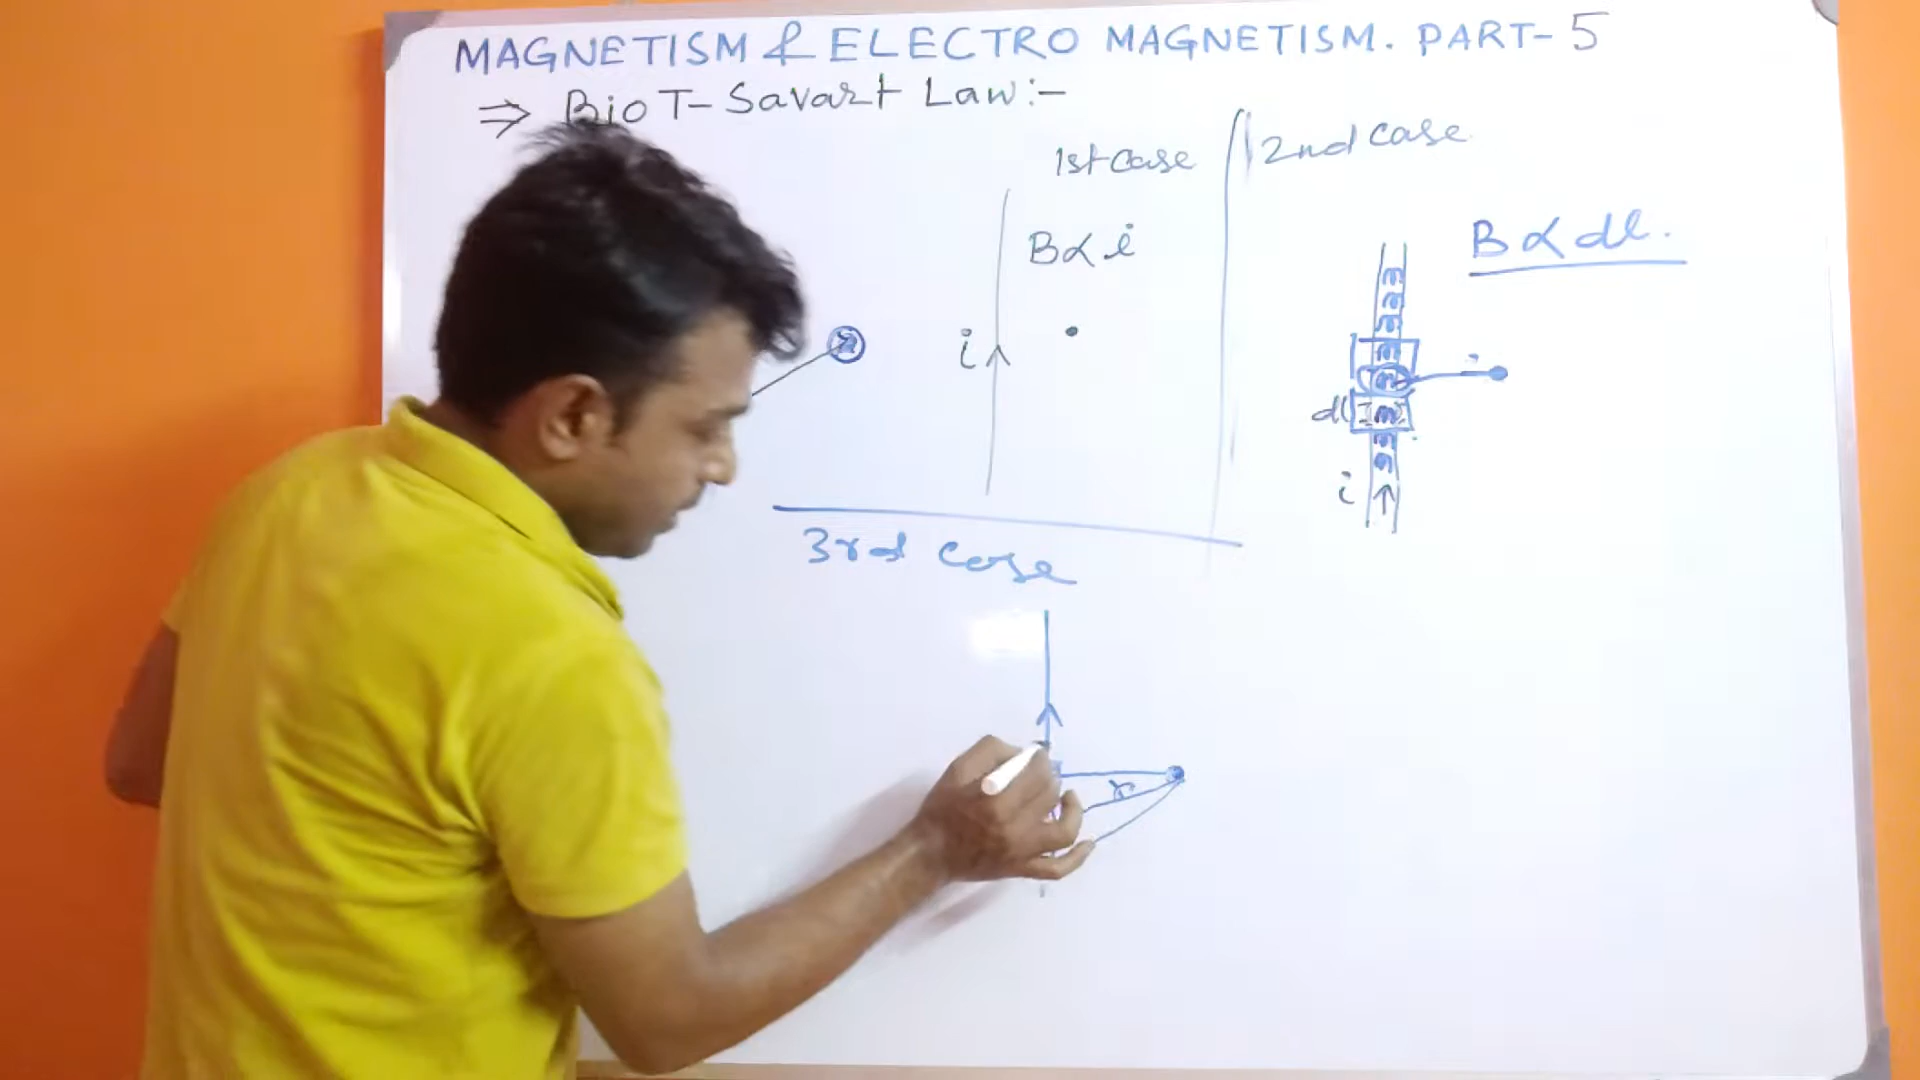 MAGNETISM & ELECTRO MAGNETISM. PART-5
⇒ BioT-Savart Law:-
1st Case
B∝i
i
2nd Case
B∝dl.
dl
i
3rd Case
r